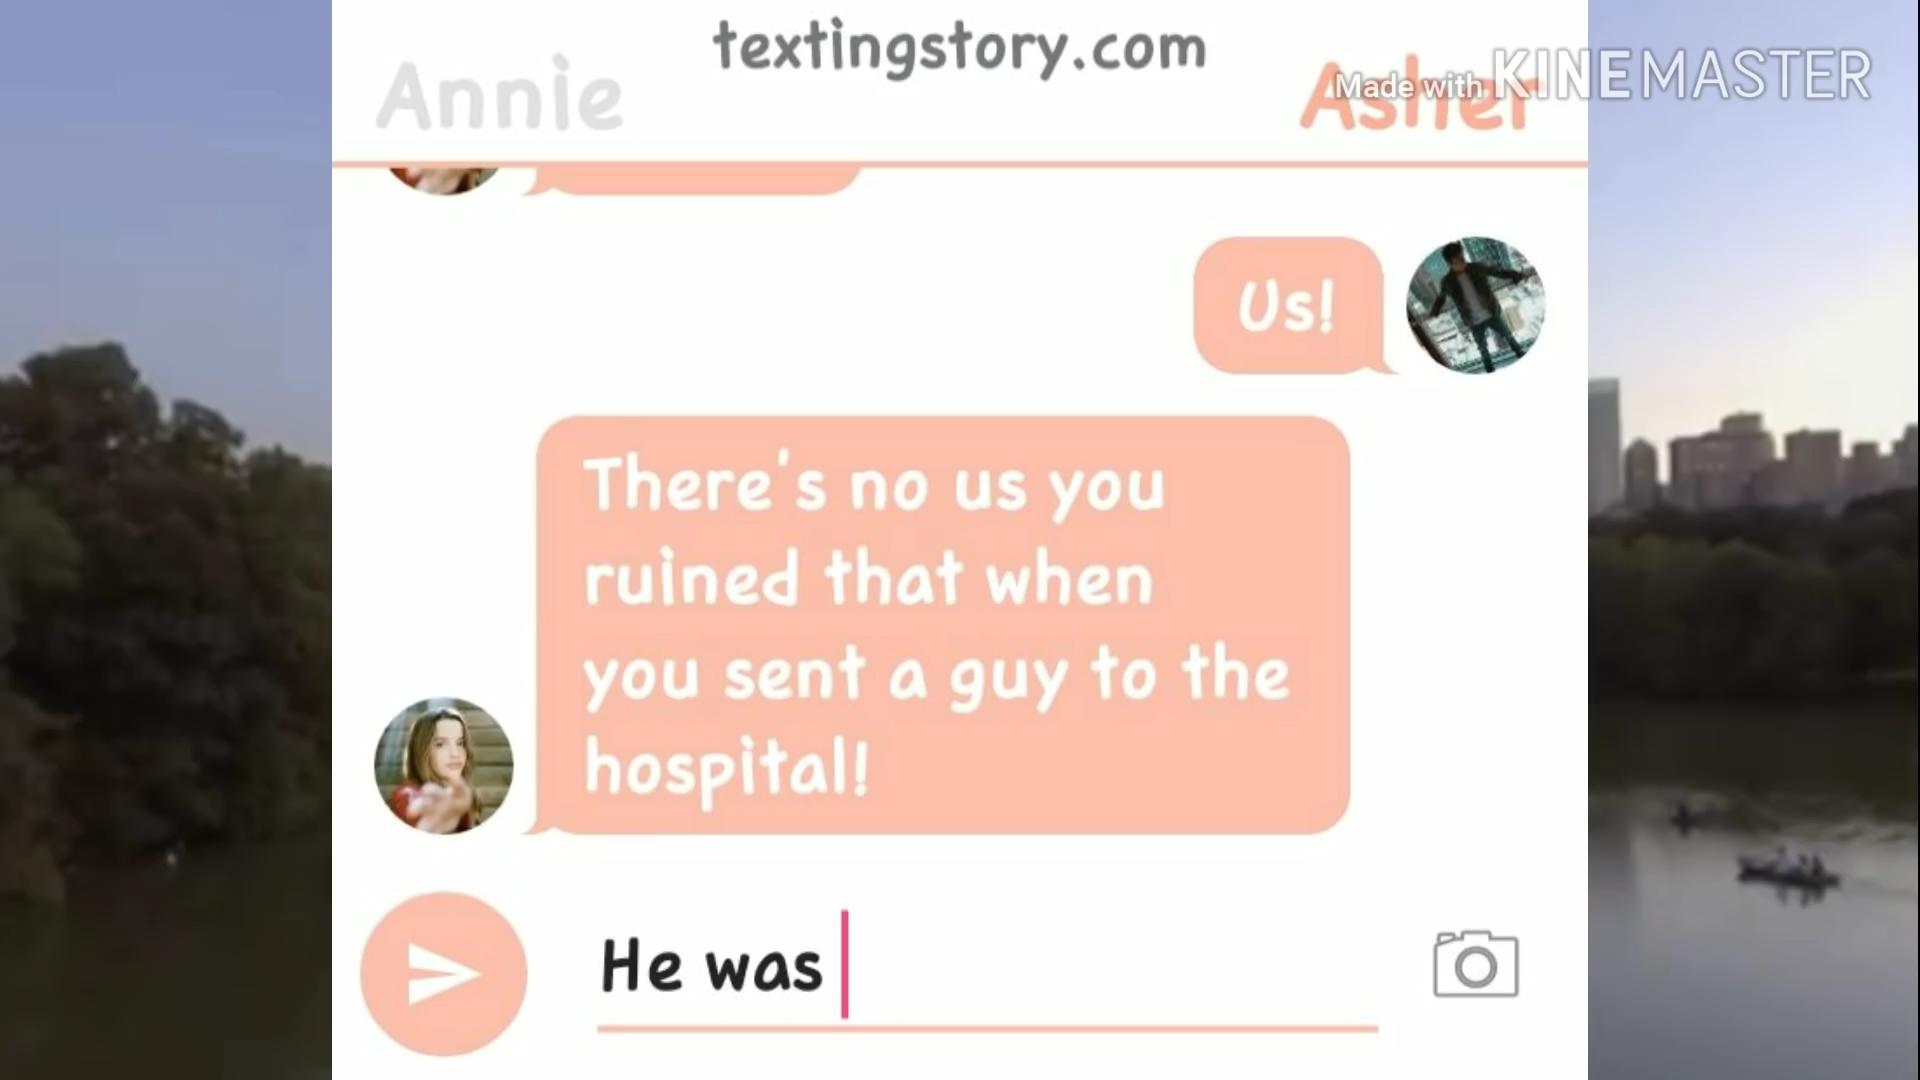 textingstory.com
Annie
Asher
Made with KINEMASTER
Us!
There's no us you
ruined that when
you sent a guy to the
hospital!
He was